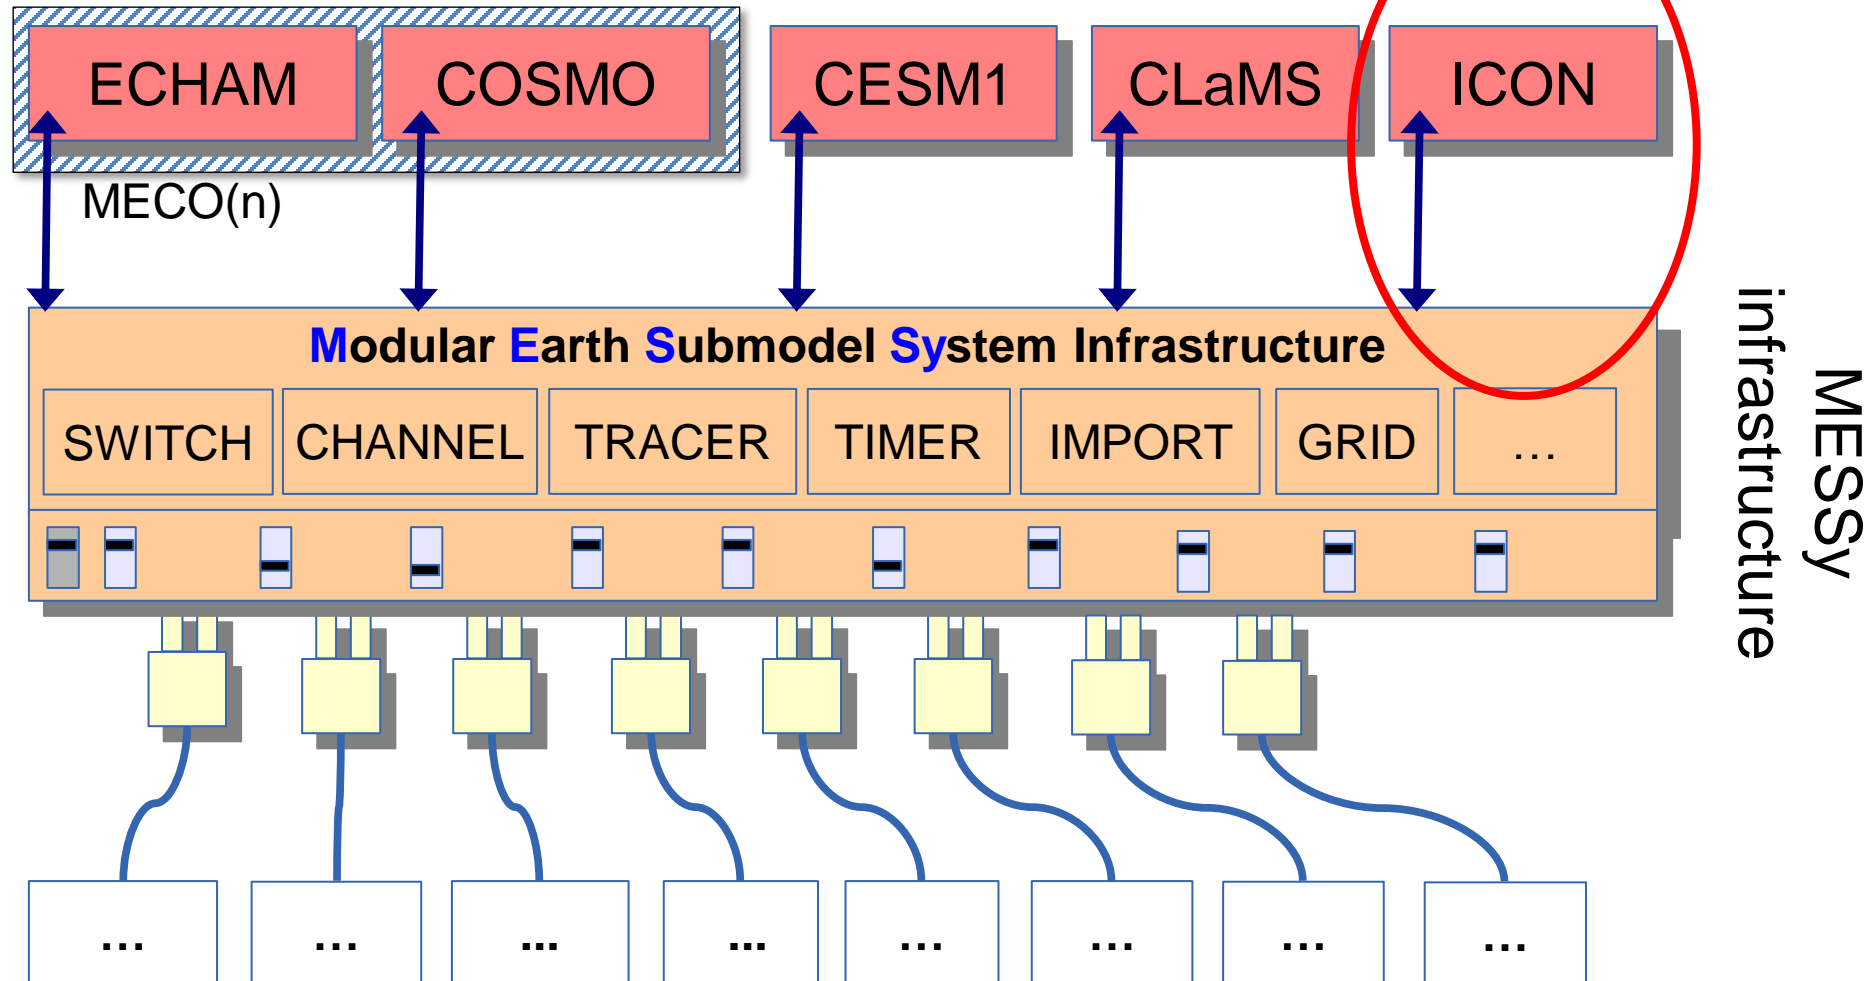 ECHAM COSMO CESM1 CLaMS ICON
MECO(n)
Modular Earth Submodel System Infrastructure
SWITCH CHANNEL TRACER TIMER IMPORT GRID …
MESSy
infrastructure
… … ... ... … … … …